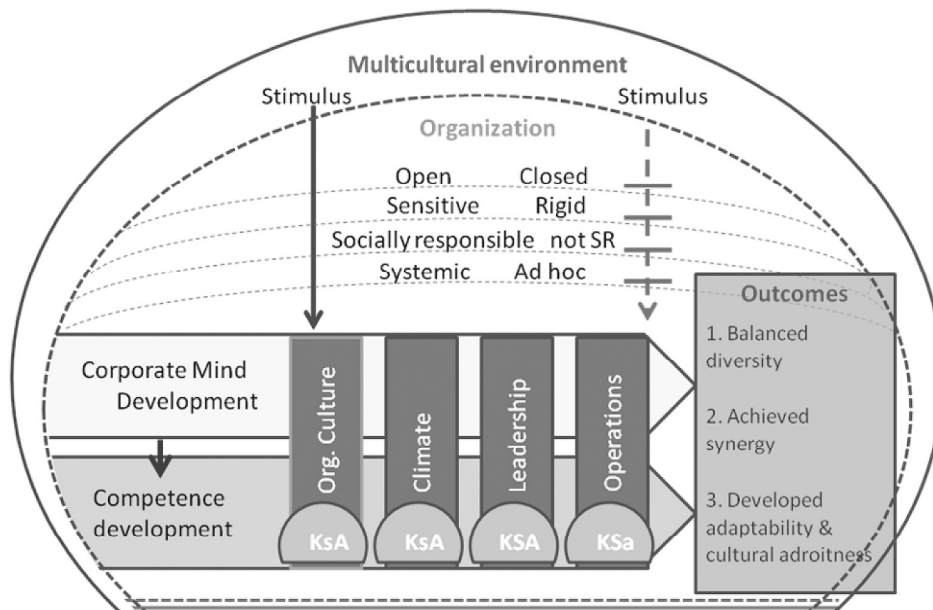 Multicultural environment
Stimulus Stimulus
Organization
Open Closed
Sensitive Rigid
Socially responsible not SR
Systemic Ad hoc
Outcomes
1. Balanced
diversity
2. Achieved
synergy
3. Developed
adaptability &
cultural adroitness
Corporate Mind
Development
Competence
development
Org. Culture
Climate
Leadership
Operations
KsA KsA KSA KSa